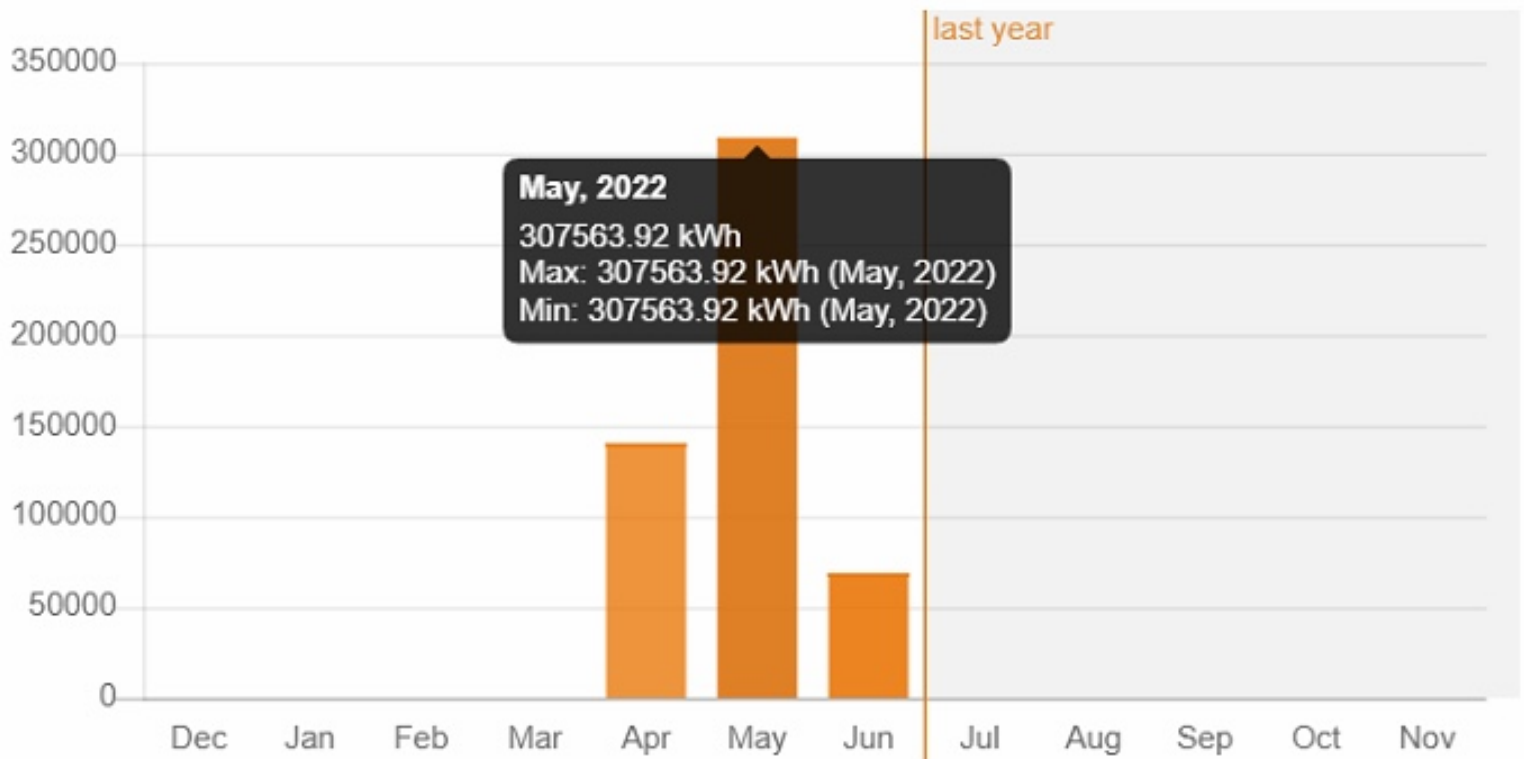 last year
350000
300000
250000
200000
150000
100000
50000
0
May, 2022
307563.92 kWh
Max: 307563.92 kWh (May, 2022)
Min: 307563.92 kWh (May, 2022)
Dec Jan Feb Mar Apr May Jun Jul Aug Sep Oct Nov